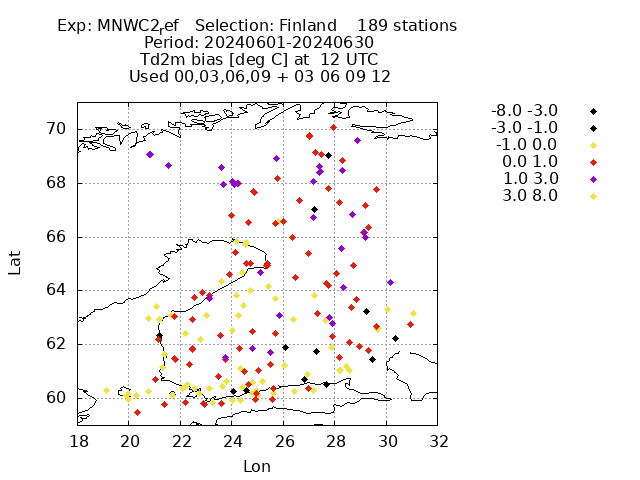 Exp: MNWC2ref Selection: Finland 189 stations
Period: 20240601-20240630
Td2m bias [deg C] at 12 UTC
Used 00,03,06,09 + 03 06 09 12
-8.0 -3.0
-3.0 -1.0
-1.0 0.0
0.0 1.0
1.0 3.0
3.0 8.0
70
68
66
64
62
60
Lat
18 20 22 24 26 28 30 32
Lon